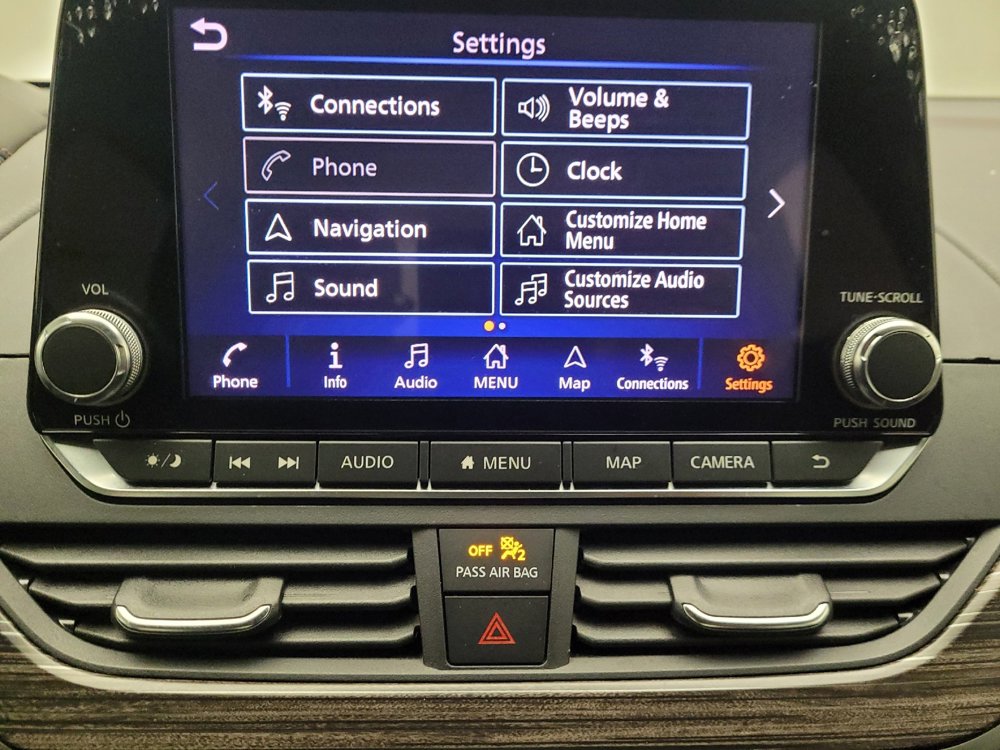 Settings
Connections
Volume &
Beeps
Phone
Clock
Navigation
Customize Home
Menu
Sound
Customize Audio
Sources
VOL
TUNE·SCROLL
Phone
Info
Audio
MENU
Map
Connections
Settings
PUSH
PUSH SOUND
AUDIO
MENU
MAP
CAMERA
OFF 2
PASS AIR BAG